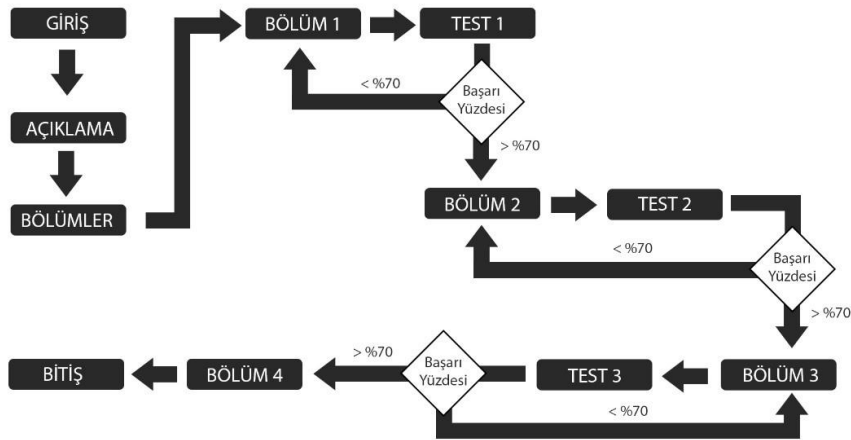 GİRİŞ
AÇIKLAMA
BÖLÜMLER
BÖLÜM 1
TEST 1
Başarı
Yüzdesi
< %70
> %70
BÖLÜM 2
TEST 2
Başarı
Yüzdesi
< %70
> %70
BÖLÜM 3
TEST 3
Başarı
Yüzdesi
< %70
> %70
BÖLÜM 4
BİTİŞ